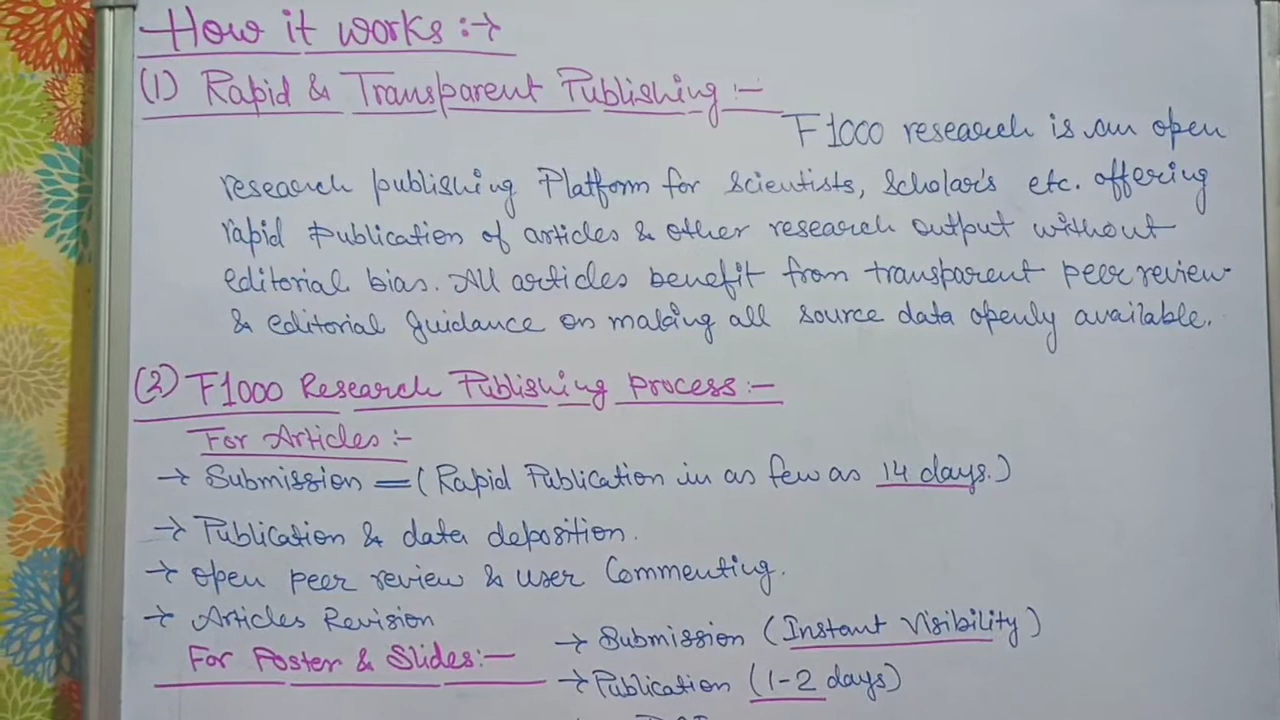 How it works :→
(1) Rapid & Transparent Publishing :-
F1000 research is an open
research publishing Platform for Scientists, Scholar's etc. offering
rapid Publication of articles & other research output without
editorial bias. All articles benefit from transparent peer review
& editorial guidance on making all source data openly available.
(2) F1000 Research Publishing process :-
For Articles :-
→ Submission = (Rapid Publication in as few as 14 days.)
→ Publication & data deposition.
→ open peer review & user Commenting.
→ Articles Revision
For Poster & Slides :-
→ Submission (Instant Visibility)
→ Publication (1-2 days)